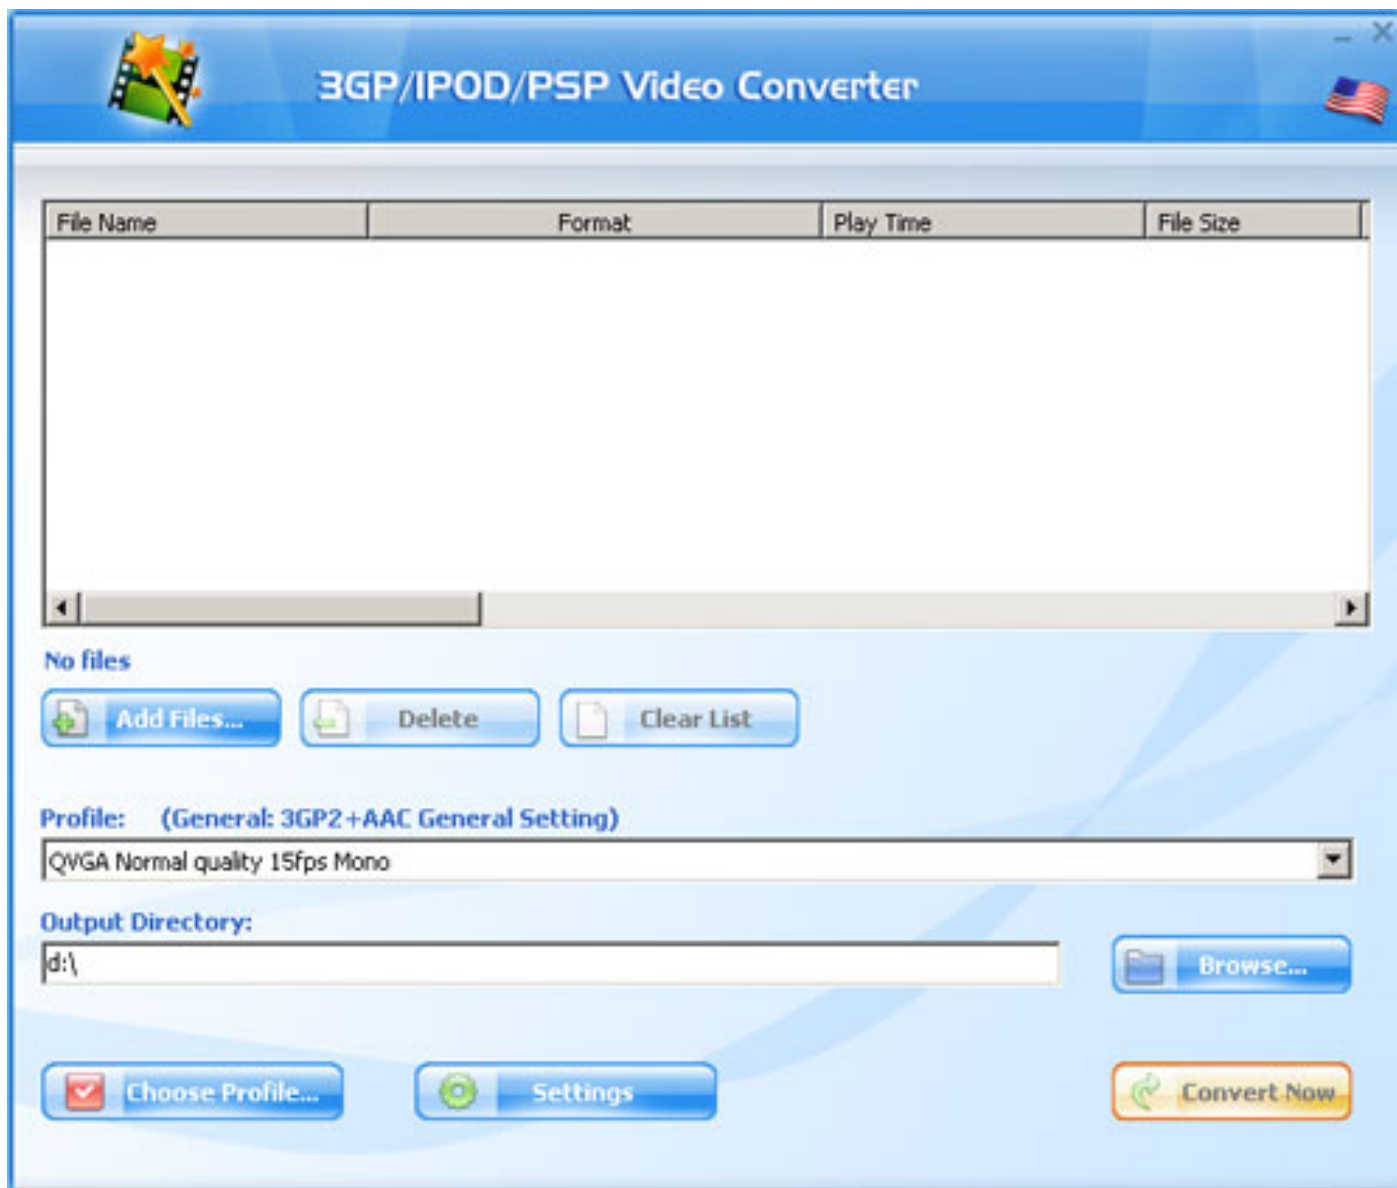 3GP/IPOD/PSP Video Converter
File Name Format Play Time File Size
No files
Add Files... Delete Clear List
Profile: (General: 3GP2+AAC General Setting)
QVGA Normal quality 15fps Mono
Output Directory:
d:\
Browse...
Choose Profile... Settings Convert Now